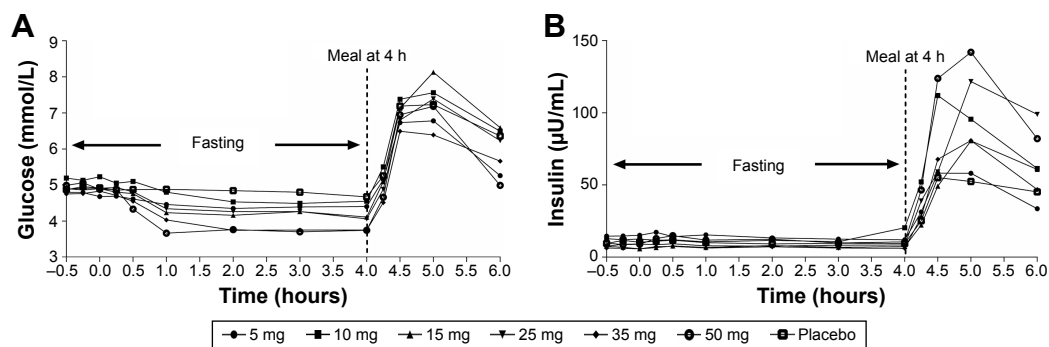 A
9
8
7
6
5
4
3
Glucose (mmol/L)
Meal at 4 h
Fasting
–0.5 0.0 0.5 1.0 1.5 2.0 2.5 3.0 3.5 4.0 4.5 5.0 6.0
Time (hours)
B
150
100
50
0
Insulin (µU/mL)
Meal at 4 h
Fasting
–0.5 0.0 0.5 1.0 1.5 2.0 2.5 3.0 3.5 4.0 4.5 5.0 6.0
Time (hours)
5 mg 10 mg 15 mg 25 mg 35 mg 50 mg Placebo